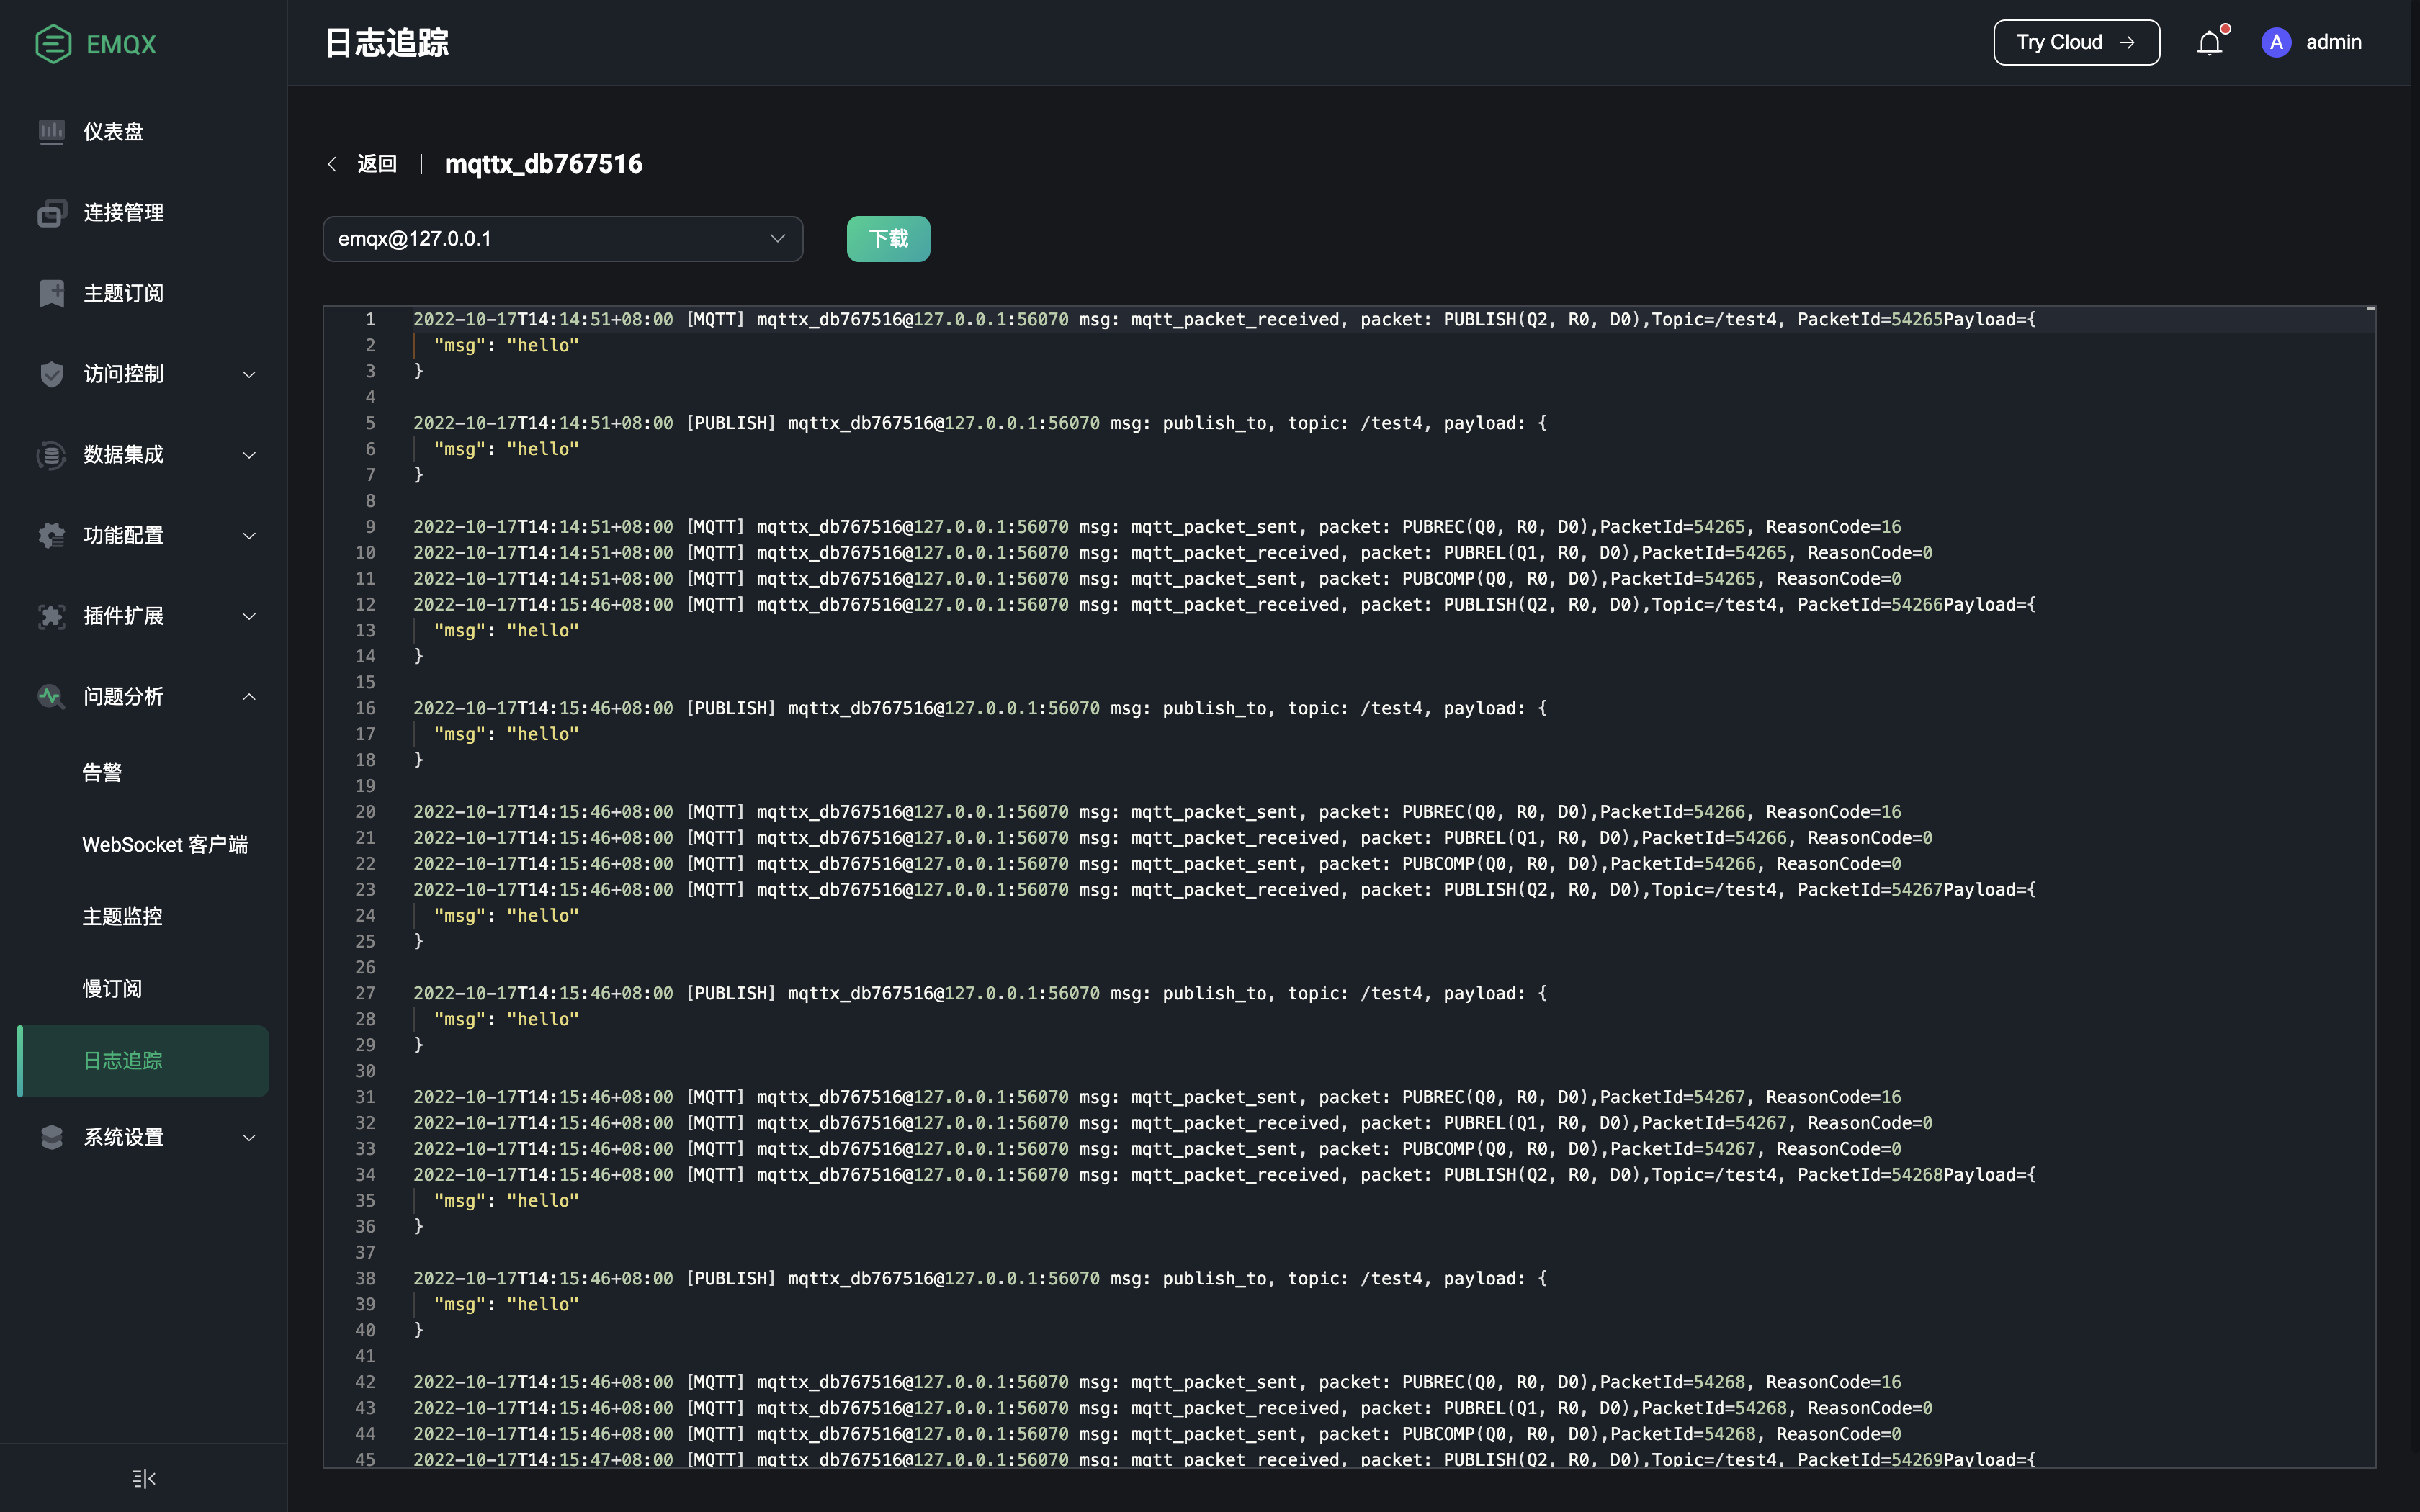 EMQX
仪表盘
连接管理
主题订阅
访问控制
数据集成
功能配置
插件扩展
问题分析
告警
WebSocket 客户端
主题监控
慢订阅
日志追踪
系统设置
日志追踪
Try Cloud →
A admin
返回 | mqttx_db767516
emqx@127.0.0.1
下载
1 2022-10-17T14:14:51+08:00 [MQTT] mqttx_db767516@127.0.0.1:56070 msg: mqtt_packet_received, packet: PUBLISH(Q2, R0, D0),Topic=/test4, PacketId=54265Payload={
2 "msg": "hello"
3 }
4
5 2022-10-17T14:14:51+08:00 [PUBLISH] mqttx_db767516@127.0.0.1:56070 msg: publish_to, topic: /test4, payload: {
6 "msg": "hello"
7 }
8
9 2022-10-17T14:14:51+08:00 [MQTT] mqttx_db767516@127.0.0.1:56070 msg: mqtt_packet_sent, packet: PUBREC(Q0, R0, D0),PacketId=54265, ReasonCode=16
10 2022-10-17T14:14:51+08:00 [MQTT] mqttx_db767516@127.0.0.1:56070 msg: mqtt_packet_received, packet: PUBREL(Q1, R0, D0),PacketId=54265, ReasonCode=0
11 2022-10-17T14:14:51+08:00 [MQTT] mqttx_db767516@127.0.0.1:56070 msg: mqtt_packet_sent, packet: PUBCOMP(Q0, R0, D0),PacketId=54265, ReasonCode=0
12 2022-10-17T14:15:46+08:00 [MQTT] mqttx_db767516@127.0.0.1:56070 msg: mqtt_packet_received, packet: PUBLISH(Q2, R0, D0),Topic=/test4, PacketId=54266Payload={
13 "msg": "hello"
14 }
15
16 2022-10-17T14:15:46+08:00 [PUBLISH] mqttx_db767516@127.0.0.1:56070 msg: publish_to, topic: /test4, payload: {
17 "msg": "hello"
18 }
19
20 2022-10-17T14:15:46+08:00 [MQTT] mqttx_db767516@127.0.0.1:56070 msg: mqtt_packet_sent, packet: PUBREC(Q0, R0, D0),PacketId=54266, ReasonCode=16
21 2022-10-17T14:15:46+08:00 [MQTT] mqttx_db767516@127.0.0.1:56070 msg: mqtt_packet_received, packet: PUBREL(Q1, R0, D0),PacketId=54266, ReasonCode=0
22 2022-10-17T14:15:46+08:00 [MQTT] mqttx_db767516@127.0.0.1:56070 msg: mqtt_packet_sent, packet: PUBCOMP(Q0, R0, D0),PacketId=54266, ReasonCode=0
23 2022-10-17T14:15:46+08:00 [MQTT] mqttx_db767516@127.0.0.1:56070 msg: mqtt_packet_received, packet: PUBLISH(Q2, R0, D0),Topic=/test4, PacketId=54267Payload={
24 "msg": "hello"
25 }
26
27 2022-10-17T14:15:46+08:00 [PUBLISH] mqttx_db767516@127.0.0.1:56070 msg: publish_to, topic: /test4, payload: {
28 "msg": "hello"
29 }
30
31 2022-10-17T14:15:46+08:00 [MQTT] mqttx_db767516@127.0.0.1:56070 msg: mqtt_packet_sent, packet: PUBREC(Q0, R0, D0),PacketId=54267, ReasonCode=16
32 2022-10-17T14:15:46+08:00 [MQTT] mqttx_db767516@127.0.0.1:56070 msg: mqtt_packet_received, packet: PUBREL(Q1, R0, D0),PacketId=54267, ReasonCode=0
33 2022-10-17T14:15:46+08:00 [MQTT] mqttx_db767516@127.0.0.1:56070 msg: mqtt_packet_sent, packet: PUBCOMP(Q0, R0, D0),PacketId=54267, ReasonCode=0
34 2022-10-17T14:15:46+08:00 [MQTT] mqttx_db767516@127.0.0.1:56070 msg: mqtt_packet_received, packet: PUBLISH(Q2, R0, D0),Topic=/test4, PacketId=54268Payload={
35 "msg": "hello"
36 }
37
38 2022-10-17T14:15:46+08:00 [PUBLISH] mqttx_db767516@127.0.0.1:56070 msg: publish_to, topic: /test4, payload: {
39 "msg": "hello"
40 }
41
42 2022-10-17T14:15:46+08:00 [MQTT] mqttx_db767516@127.0.0.1:56070 msg: mqtt_packet_sent, packet: PUBREC(Q0, R0, D0),PacketId=54268, ReasonCode=16
43 2022-10-17T14:15:46+08:00 [MQTT] mqttx_db767516@127.0.0.1:56070 msg: mqtt_packet_received, packet: PUBREL(Q1, R0, D0),PacketId=54268, ReasonCode=0
44 2022-10-17T14:15:46+08:00 [MQTT] mqttx_db767516@127.0.0.1:56070 msg: mqtt_packet_sent, packet: PUBCOMP(Q0, R0, D0),PacketId=54268, ReasonCode=0
45 2022-10-17T14:15:47+08:00 [MQTT] mqttx_db767516@127.0.0.1:56070 msg: mqtt_packet_received, packet: PUBLISH(Q2, R0, D0),Topic=/test4, PacketId=54269Payload={